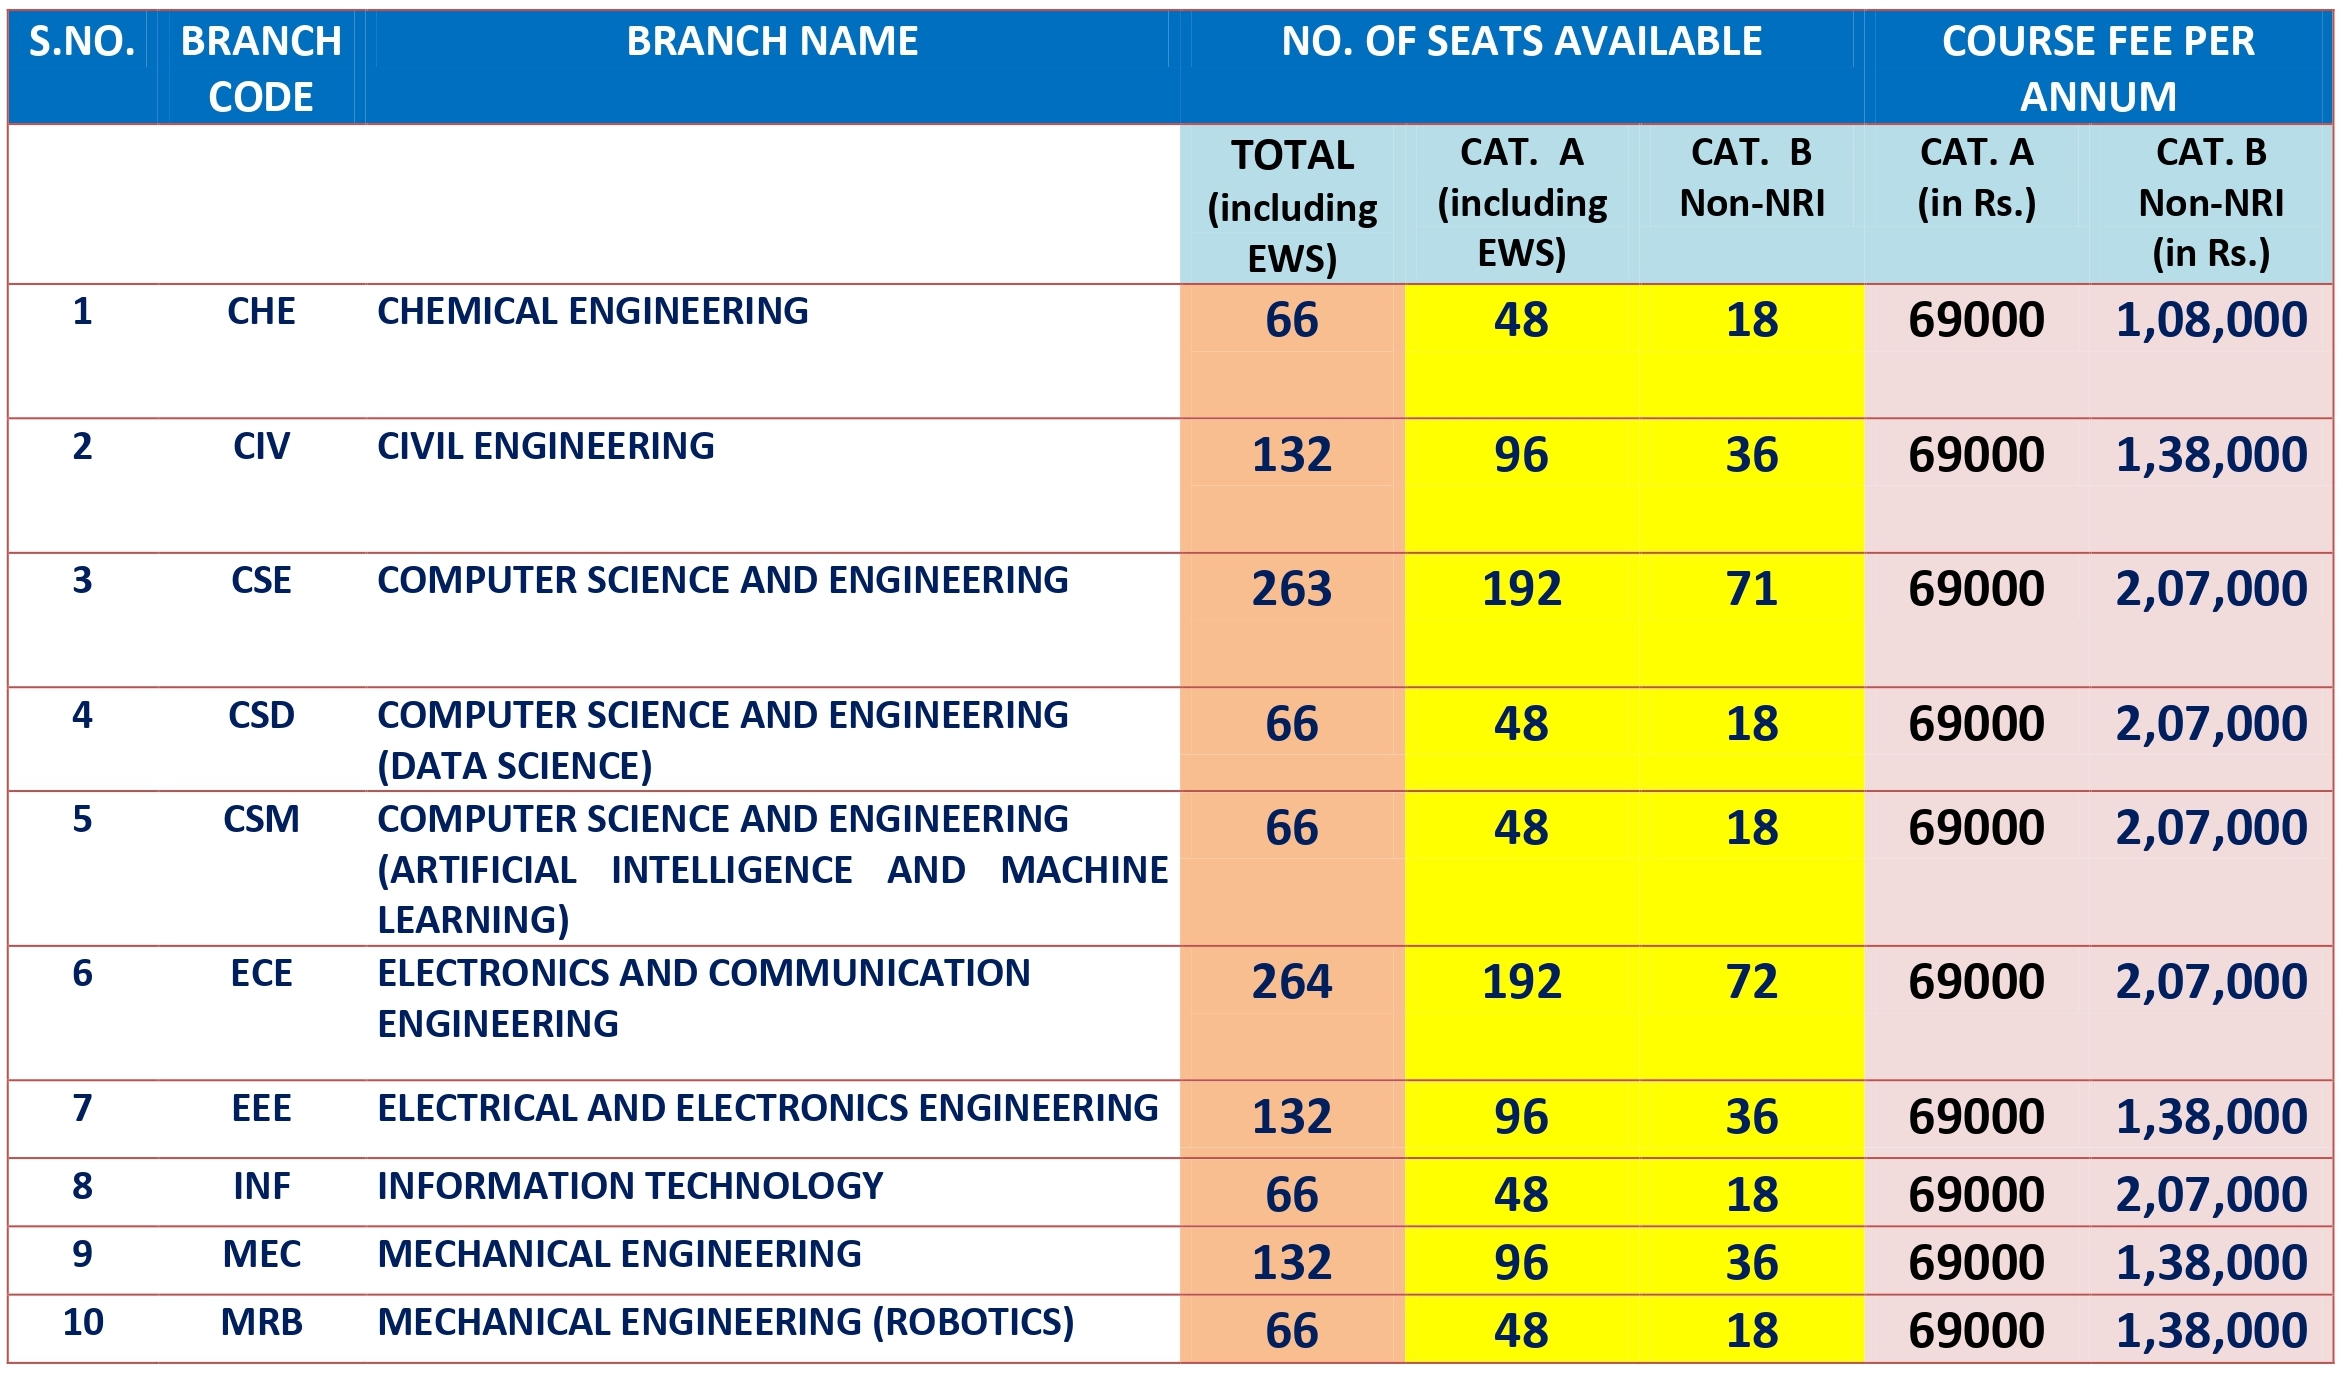 S.NO. BRANCH CODE BRANCH NAME NO. OF SEATS AVAILABLE COURSE FEE PER ANNUM
TOTAL (including EWS) CAT. A (including EWS) CAT. B Non-NRI CAT. A (in Rs.) CAT. B Non-NRI (in Rs.)
1 CHE CHEMICAL ENGINEERING 66 48 18 69000 1,08,000
2 CIV CIVIL ENGINEERING 132 96 36 69000 1,38,000
3 CSE COMPUTER SCIENCE AND ENGINEERING 263 192 71 69000 2,07,000
4 CSD COMPUTER SCIENCE AND ENGINEERING 66 48 18 69000 2,07,000
(DATA SCIENCE)
5 CSM COMPUTER SCIENCE AND ENGINEERING 66 48 18 69000 2,07,000
(ARTIFICIAL INTELLIGENCE AND MACHINE
LEARNING)
6 ECE ELECTRONICS AND COMMUNICATION 264 192 72 69000 2,07,000
ENGINEERING
7 EEE ELECTRICAL AND ELECTRONICS ENGINEERING 132 96 36 69000 1,38,000
8 INF INFORMATION TECHNOLOGY 66 48 18 69000 2,07,000
9 MEC MECHANICAL ENGINEERING 132 96 36 69000 1,38,000
10 MRB MECHANICAL ENGINEERING (ROBOTICS) 66 48 18 69000 1,38,000